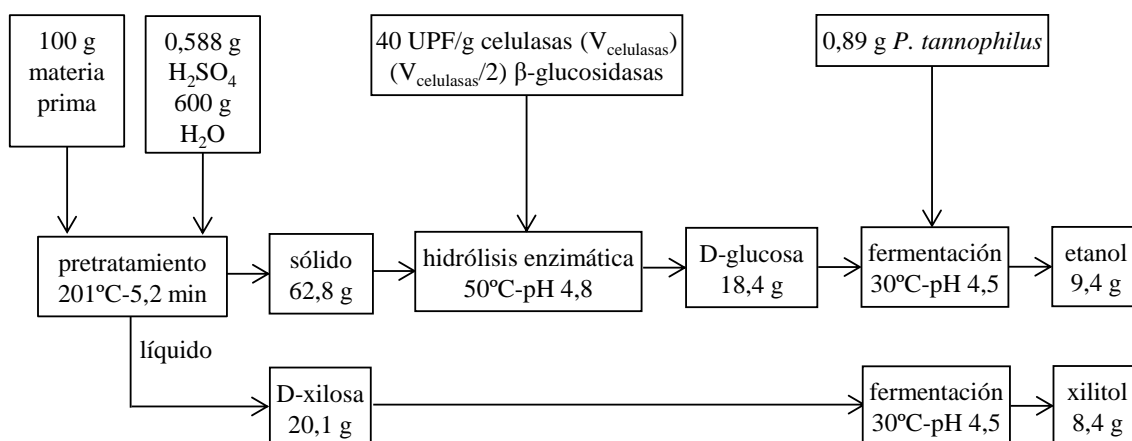 100 g
materia
prima
0,588 g
H₂SO₄
600 g
H₂O
40 UPF/g celulasas (V_celulasas)
(V_celulasas/2) β-glucosidasas
0,89 g P. tannophilus
pretratamiento
201ºC-5,2 min
sólido
62,8 g
hidrólisis enzimática
50ºC-pH 4,8
D-glucosa
18,4 g
fermentación
30ºC-pH 4,5
etanol
9,4 g
líquido
D-xilosa
20,1 g
fermentación
30ºC-pH 4,5
xilitol
8,4 g